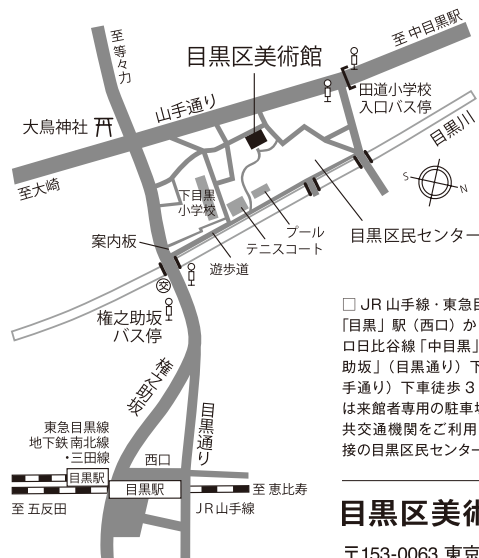 至 中目黒駅
至 等々力
目黒区美術館
田道小学校
入口バス停
山手通り
大鳥神社
目黒川
至大崎
S
N
下目黒
小学校
プール
テニスコート
目黒区民センター
案内板
遊歩道
交
権之助坂
バス停
権之助坂
目黒通り
東急目黒線
地下鉄南北線
・三田線
西口
目黒駅
目黒駅
至 恵比寿
至 五反田
JR山手線
□ JR 山手線・東急目
「目黒」駅（西口）か
ロ日比谷線「中目黒」
助坂」（目黒通り）下
手通り）下車徒歩 3
は来館者専用の駐車場
共交通機関をご利用
接の目黒区民センター
目黒区美術
〒153-0063 東京